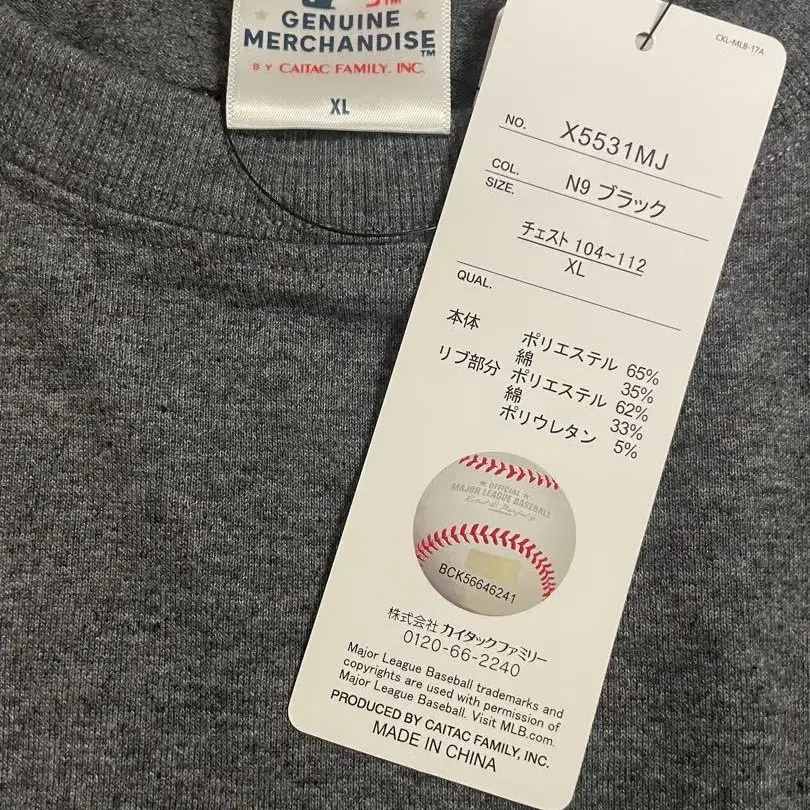 TM
GENUINE
MERCHANDISE™
BY CAITAC FAMILY, INC.
XL
CKL-MLB-17A
NO. X5531MJ
COL. N9 ブラック
SIZE.
チェスト 104~112
XL
QUAL.
本体 ポリエステル 65%
綿 35%
リブ部分 ポリエステル 62%
綿 33%
ポリウレタン 5%
OFFICIAL
MAJOR LEAGUE BASEBALL
BCK56646241
株式会社 カイタックファミリー
0120-66-2240
Major League Baseball trademarks and
copyrights are used with permission of
Major League Baseball. Visit MLB.com.
PRODUCED BY CAITAC FAMILY, INC.
MADE IN CHINA